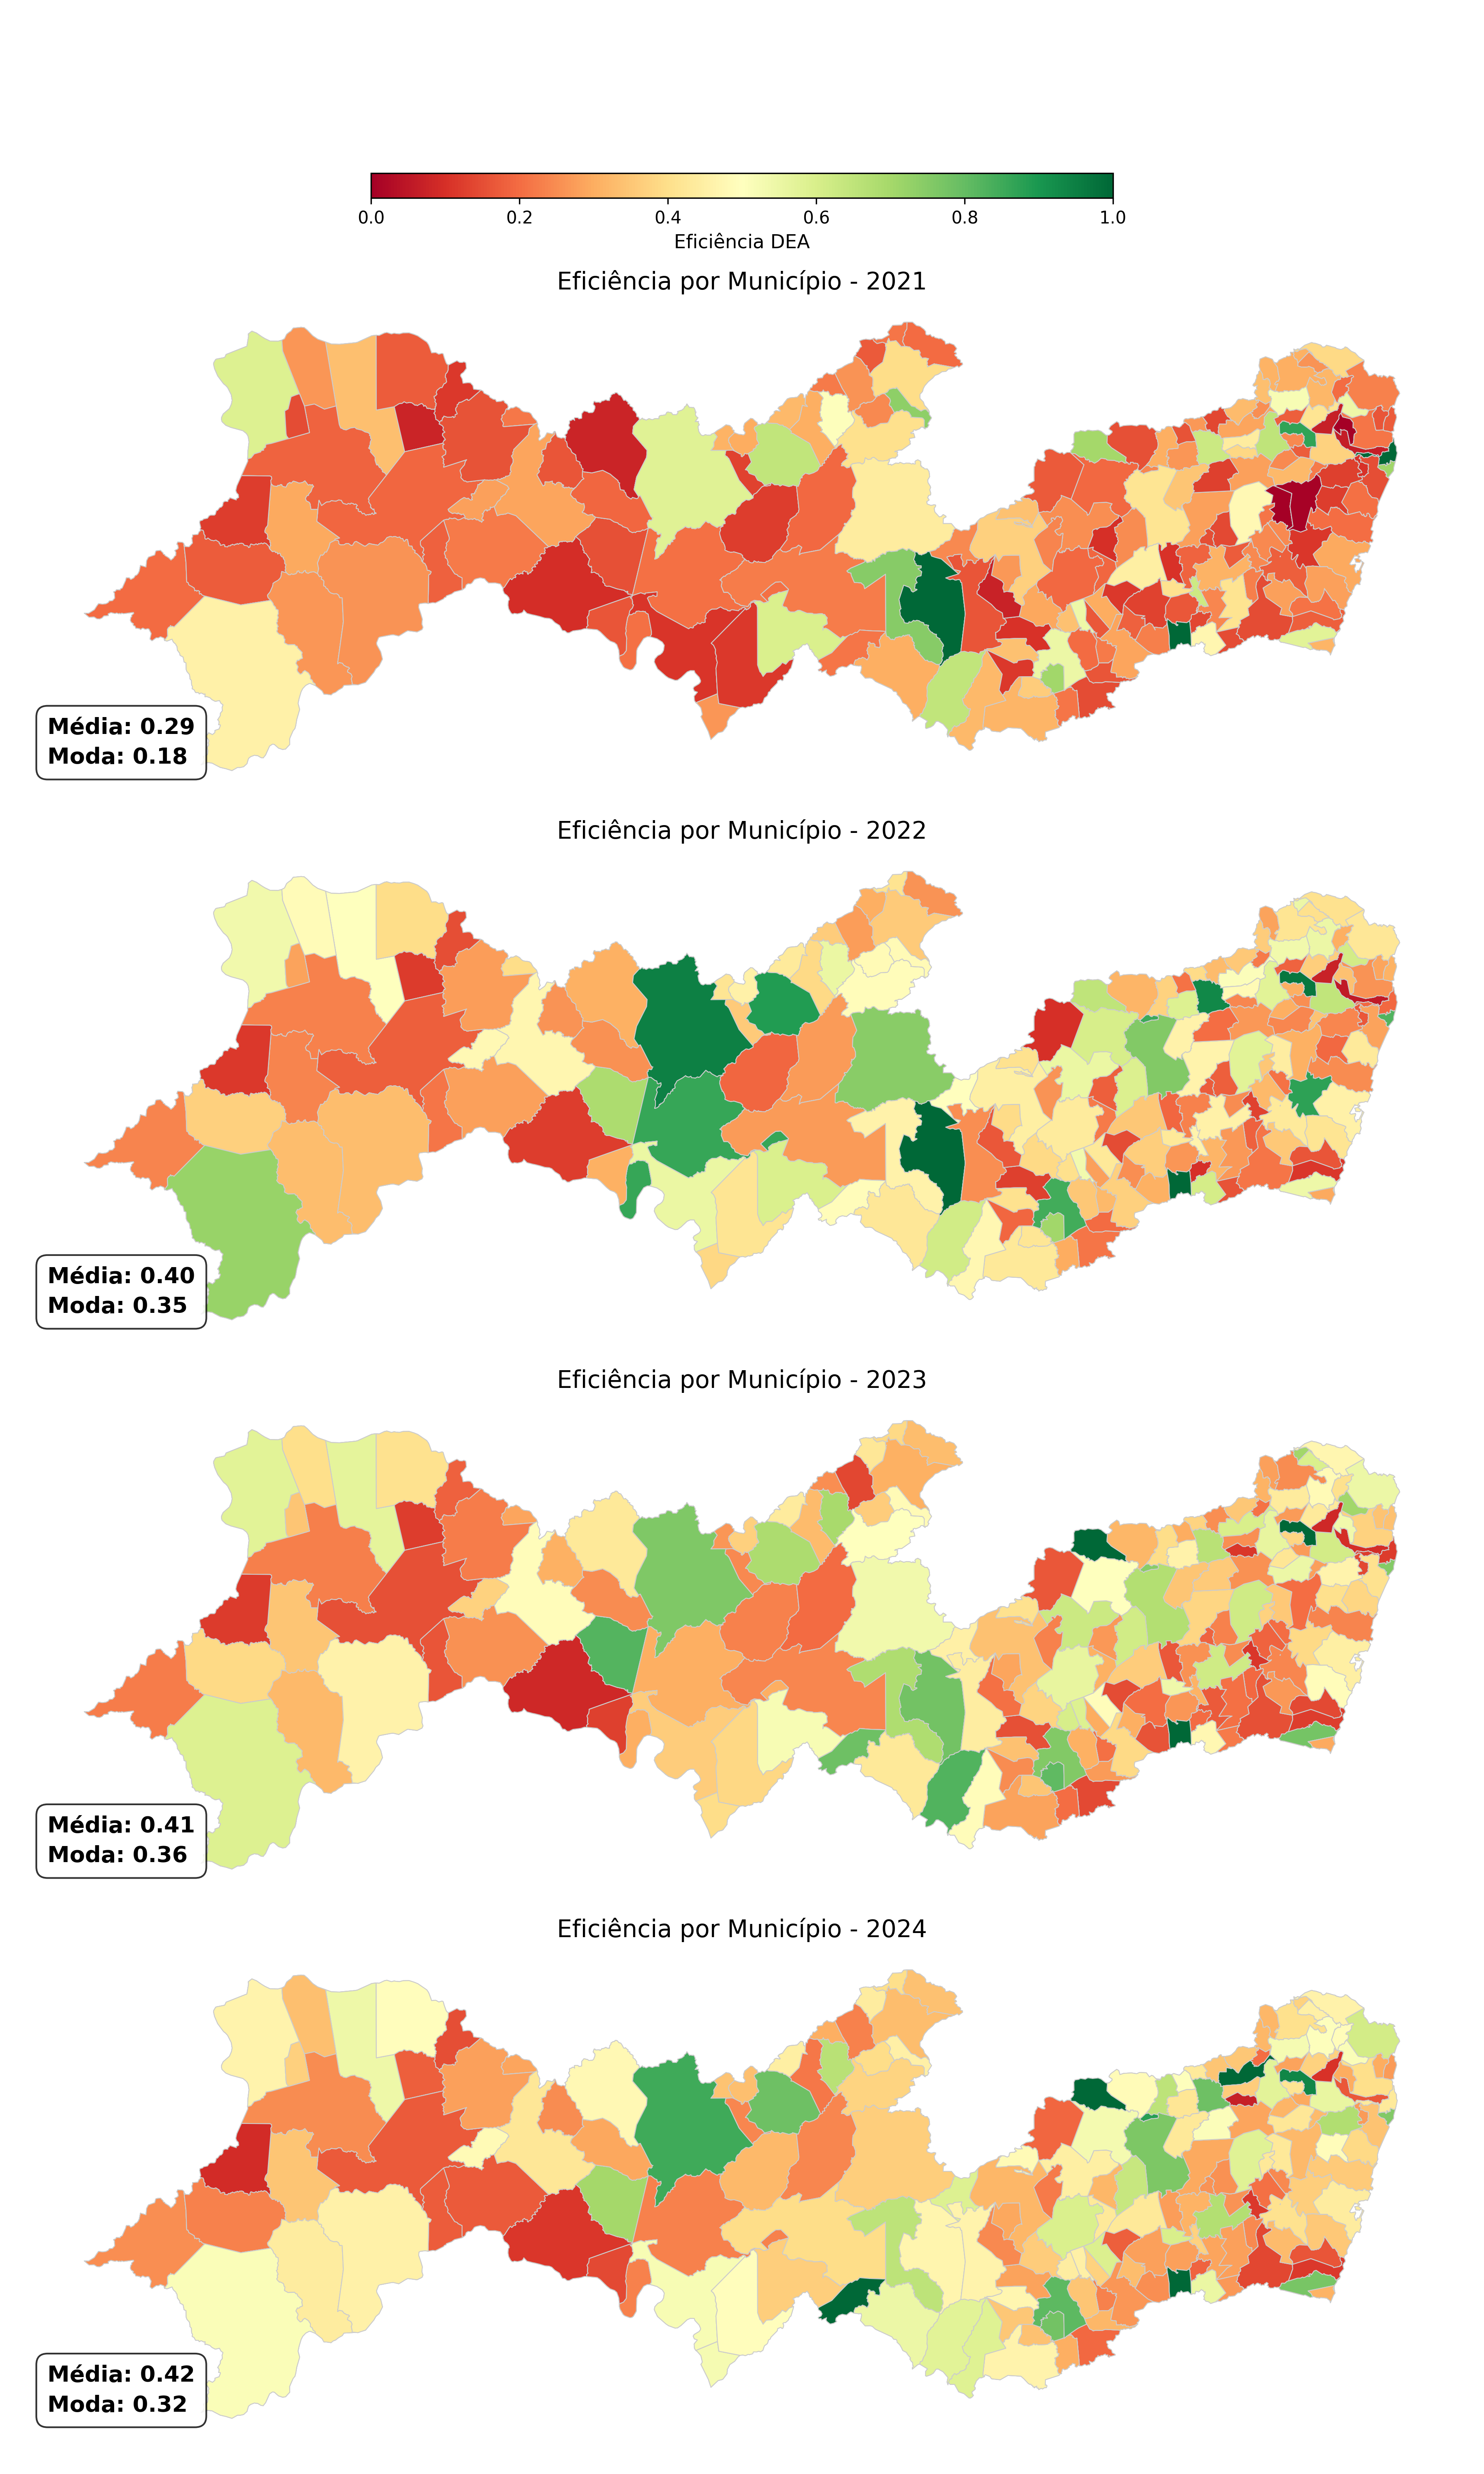 0.0 0.2 0.4 0.6 0.8 1.0
Eficiência DEA
Eficiência por Município - 2021
Média: 0.29
Moda: 0.18
Eficiência por Município - 2022
Média: 0.40
Moda: 0.35
Eficiência por Município - 2023
Média: 0.41
Moda: 0.36
Eficiência por Município - 2024
Média: 0.42
Moda: 0.32